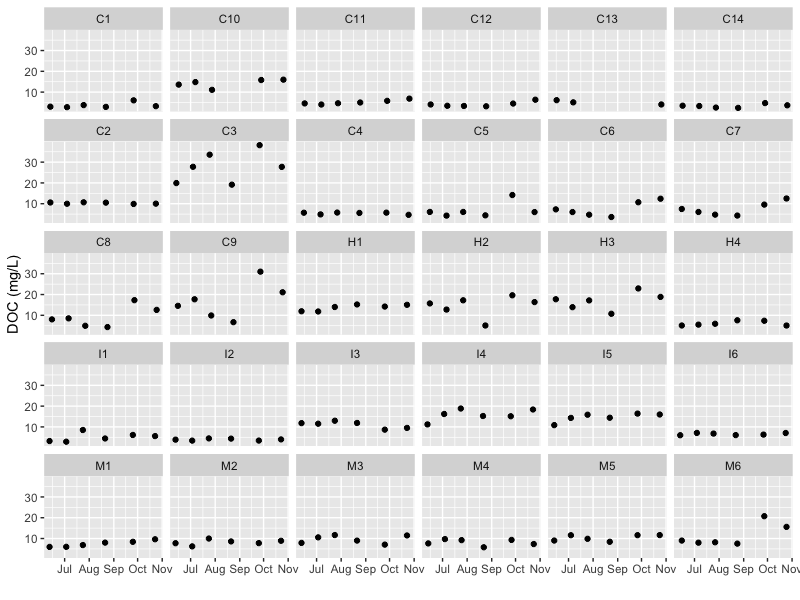 C1 C10 C11 C12 C13 C14
30
20
10
C2 C3 C4 C5 C6 C7
30
20
10
C8 C9 H1 H2 H3 H4
30
20
10
I1 I2 I3 I4 I5 I6
30
20
10
M1 M2 M3 M4 M5 M6
30
20
10
Jul Aug Sep Oct Nov Jul Aug Sep Oct Nov Jul Aug Sep Oct Nov Jul Aug Sep Oct Nov Jul Aug Sep Oct Nov Jul Aug Sep Oct Nov
DOC (mg/L)